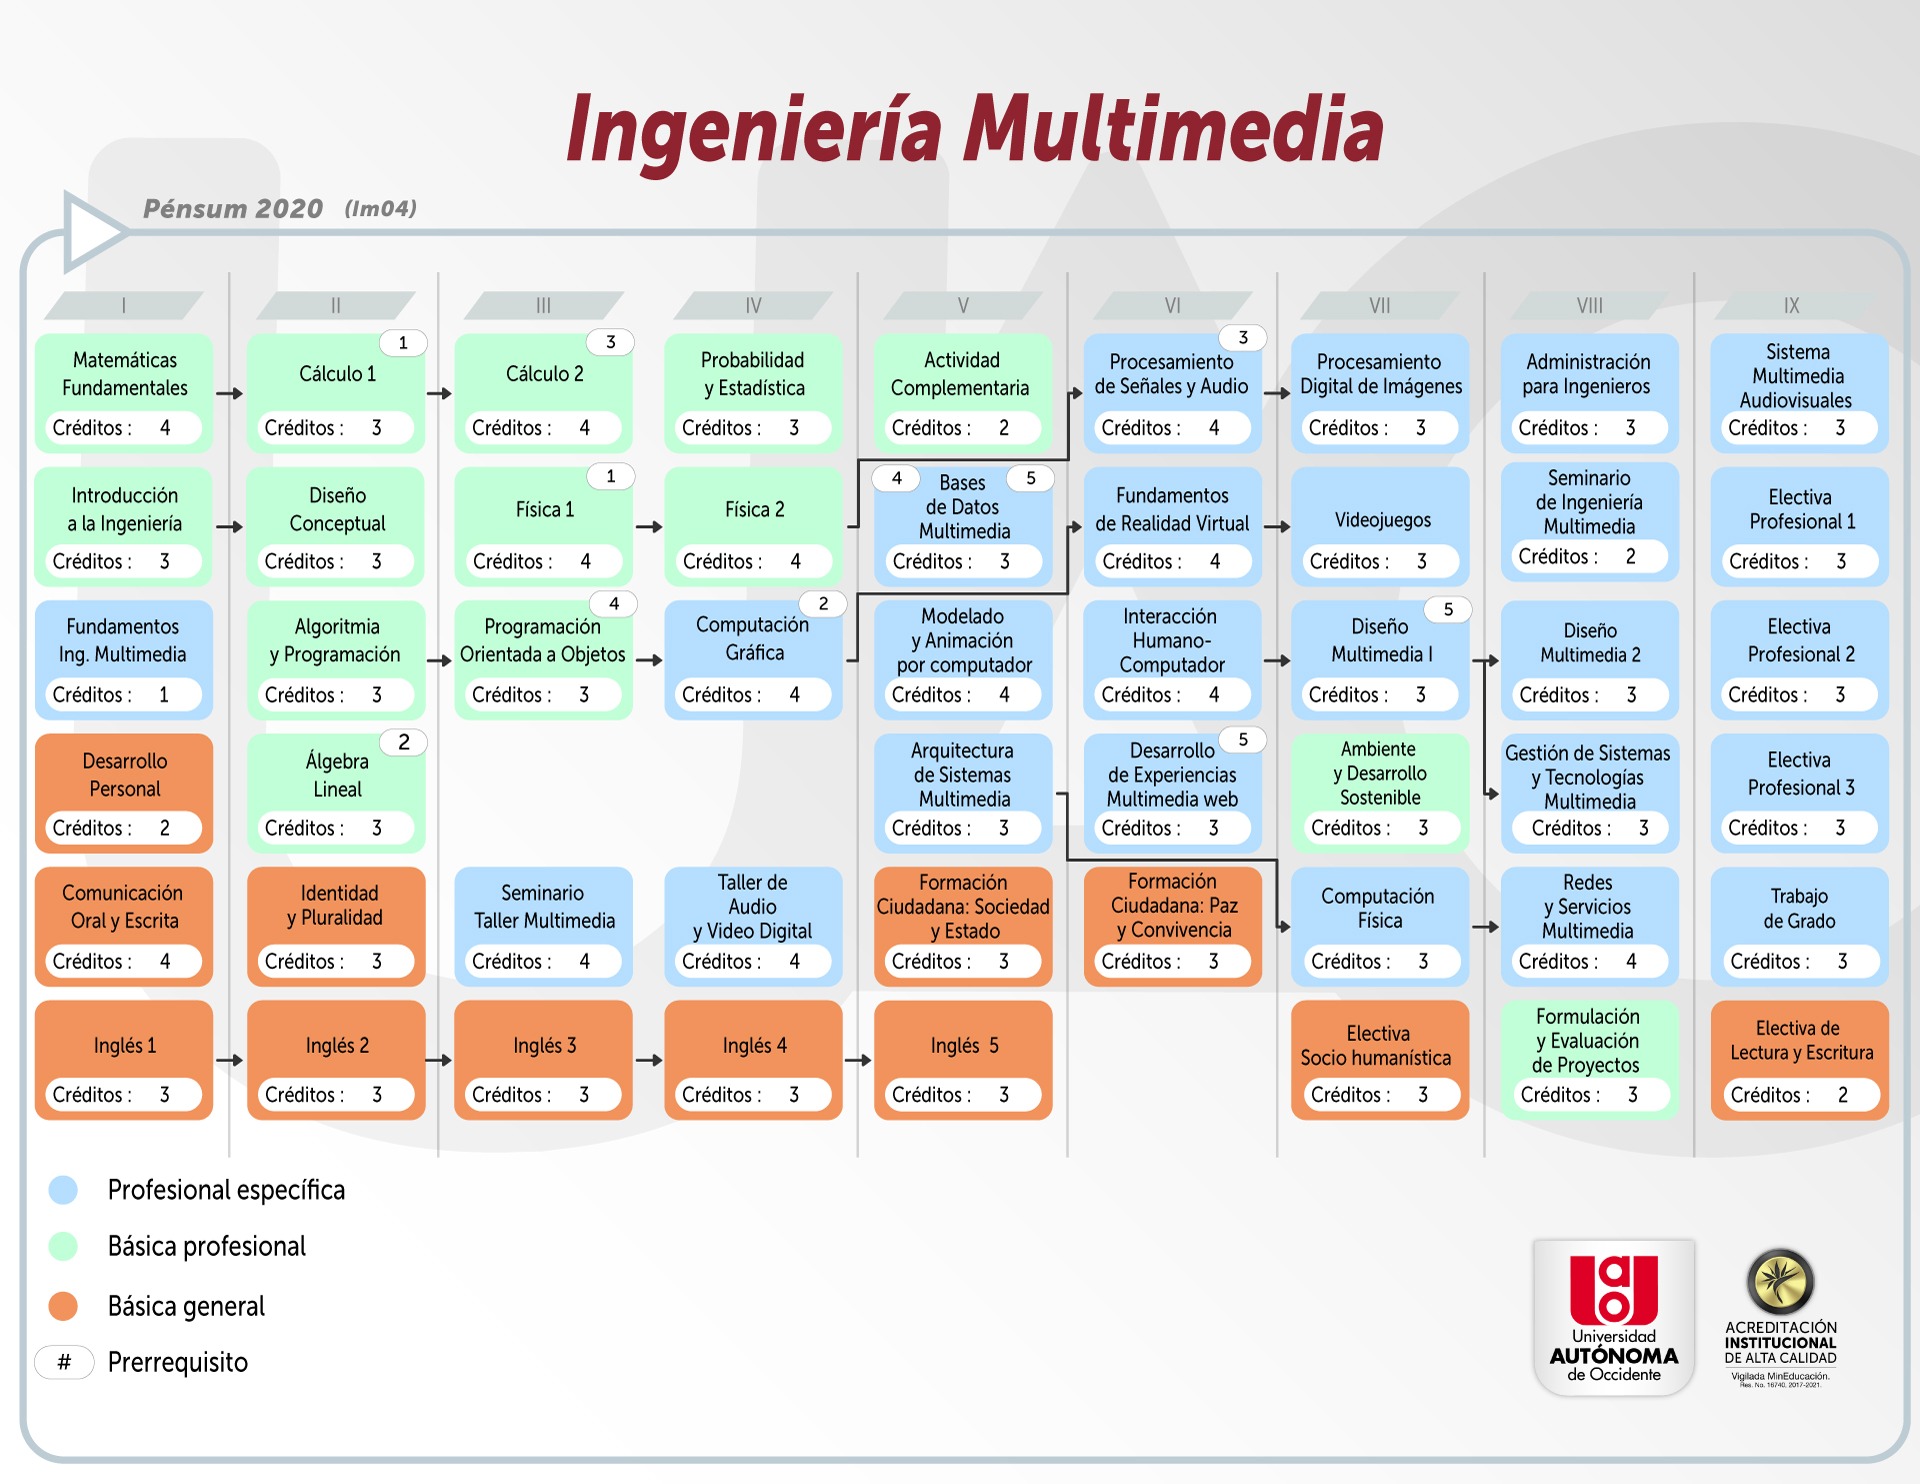 Ingeniería Multimedia
Pénsum 2020 (Im04)
I
II
III
IV
V
VI
VII
VIII
IX
Matemáticas
Fundamentales
Créditos : 4
1
Cálculo 1
Créditos : 3
3
Cálculo 2
Créditos : 4
Probabilidad
y Estadística
Créditos : 3
Actividad
Complementaria
Créditos : 2
3
Procesamiento
de Señales y Audio
Créditos : 4
Procesamiento
Digital de Imágenes
Créditos : 3
Administración
para Ingenieros
Créditos : 3
Sistema
Multimedia
Audiovisuales
Créditos : 3
Introducción
a la Ingeniería
Créditos : 3
Diseño
Conceptual
Créditos : 3
1
Física 1
Créditos : 4
Física 2
Créditos : 4
4
5
Bases
de Datos
Multimedia
Créditos : 3
Fundamentos
de Realidad Virtual
Créditos : 4
Videojuegos
Créditos : 3
Seminario
de Ingeniería
Multimedia
Créditos : 2
Electiva
Profesional 1
Créditos : 3
Fundamentos
Ing. Multimedia
Créditos : 1
Algoritmia
y Programación
Créditos : 3
4
Programación
Orientada a Objetos
Créditos : 3
2
Computación
Gráfica
Créditos : 4
Modelado
y Animación
por computador
Créditos : 4
Interacción
Humano-
Computador
Créditos : 4
5
Diseño
Multimedia I
Créditos : 3
Diseño
Multimedia 2
Créditos : 3
Electiva
Profesional 2
Créditos : 3
Desarrollo
Personal
Créditos : 2
2
Álgebra
Lineal
Créditos : 3
Arquitectura
de Sistemas
Multimedia
Créditos : 3
5
Desarrollo
de Experiencias
Multimedia web
Créditos : 3
Ambiente
y Desarrollo
Sostenible
Créditos : 3
Gestión de Sistemas
y Tecnologías
Multimedia
Créditos : 3
Electiva
Profesional 3
Créditos : 3
Comunicación
Oral y Escrita
Créditos : 4
Identidad
y Pluralidad
Créditos : 3
Seminario
Taller Multimedia
Créditos : 4
Taller de
Audio
y Video Digital
Créditos : 4
Formación
Ciudadana: Sociedad
y Estado
Créditos : 3
Formación
Ciudadana: Paz
y Convivencia
Créditos : 3
Computación
Física
Créditos : 3
Redes
y Servicios
Multimedia
Créditos : 4
Trabajo
de Grado
Créditos : 3
Inglés 1
Créditos : 3
Inglés 2
Créditos : 3
Inglés 3
Créditos : 3
Inglés 4
Créditos : 3
Inglés 5
Créditos : 3
Electiva
Socio humanística
Créditos : 3
Formulación
y Evaluación
de Proyectos
Créditos : 3
Electiva de
Lectura y Escritura
Créditos : 2
Profesional específica
Básica profesional
Básica general
# Prerrequisito
uao
Universidad
AUTÓNOMA
de Occidente
ACREDITACIÓN
INSTITUCIONAL
DE ALTA CALIDAD
Vigilada MinEducación.
Res. No. 16740, 2017-2021.